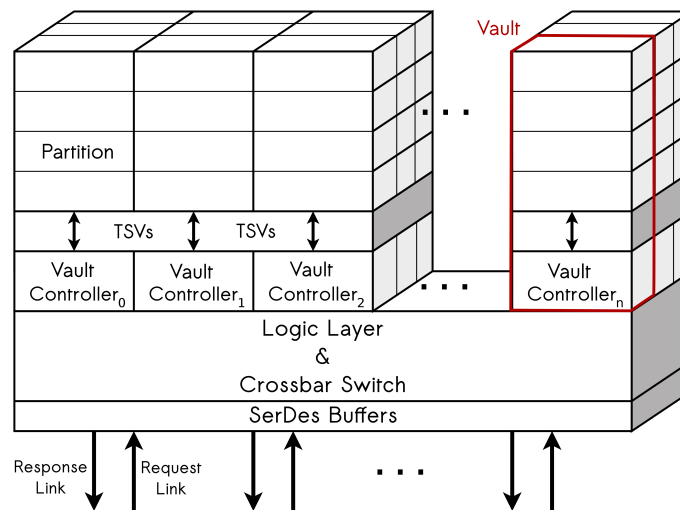 Vault
Partition
TSVs TSVs
Vault Controller0
Vault Controller1
Vault Controller2
Vault Controllern
. . .
. . .
Logic Layer
&
Crossbar Switch
SerDes Buffers
Response Link
Request Link
. . .